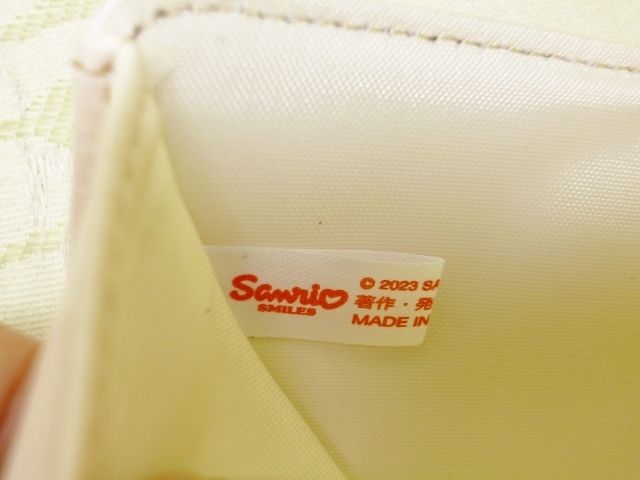 Sanrio
SMILES
© 2023 SA
著作・発
MADE IN